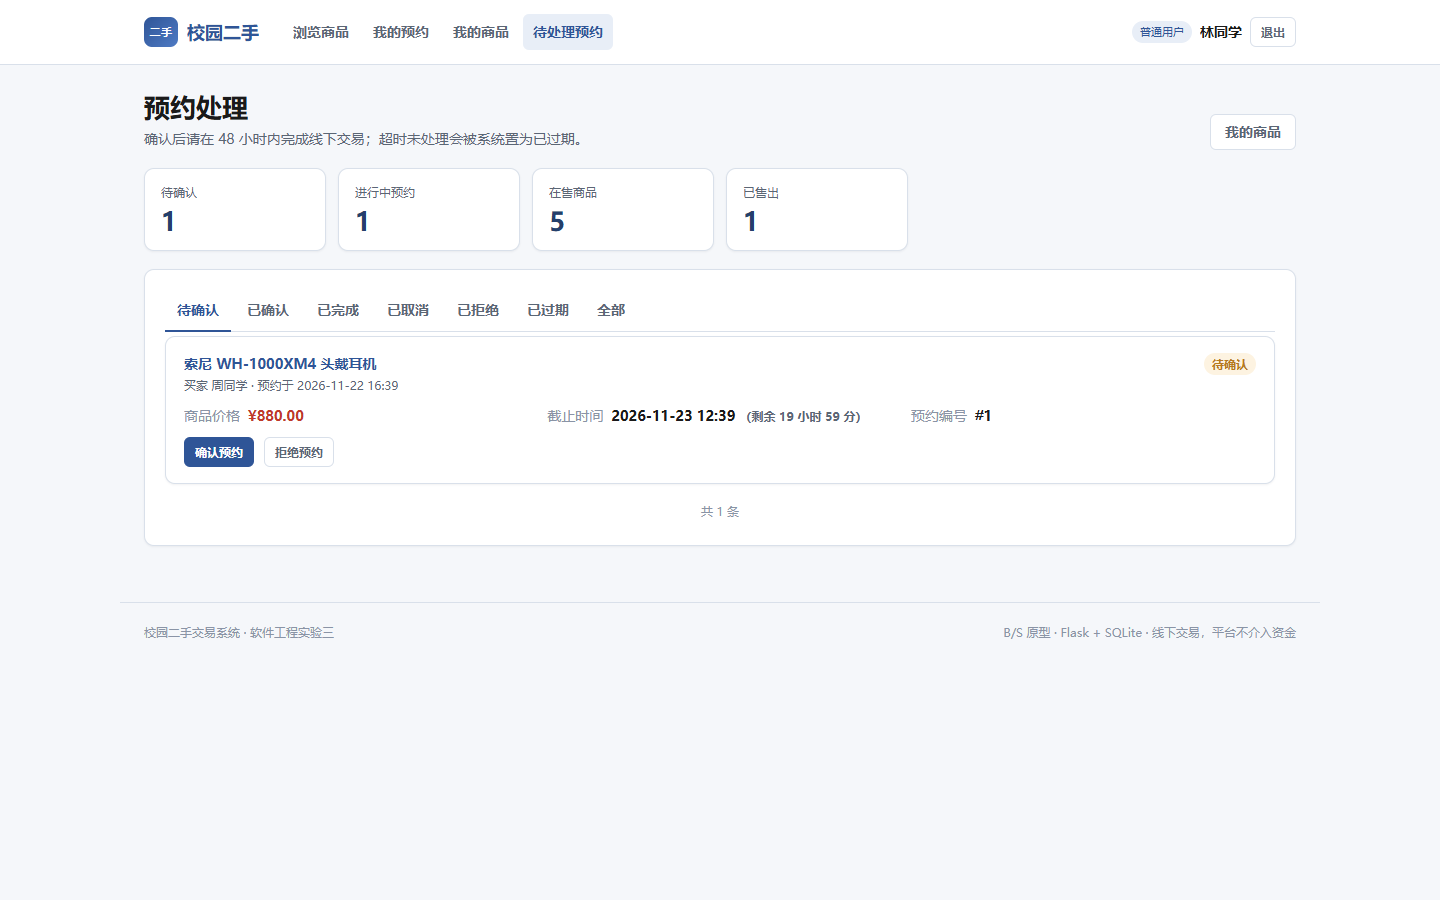 二手 校园二手 浏览商品 我的预约 我的商品 待处理预约 普通用户 林同学 退出
预约处理
确认后请在 48 小时内完成线下交易；超时未处理会被系统置为已过期。
我的商品
待确认 进行中预约 在售商品 已售出
1 1 5 1
待确认 已确认 已完成 已取消 已拒绝 已过期 全部
索尼 WH-1000XM4 头戴耳机 待确认
买家 周同学 · 预约于 2026-11-22 16:39
商品价格 ¥880.00 截止时间 2026-11-23 12:39 (剩余 19 小时 59 分) 预约编号 #1
确认预约 拒绝预约
共 1 条
校园二手交易系统 · 软件工程实验三 B/S 原型 · Flask + SQLite · 线下交易，平台不介入资金